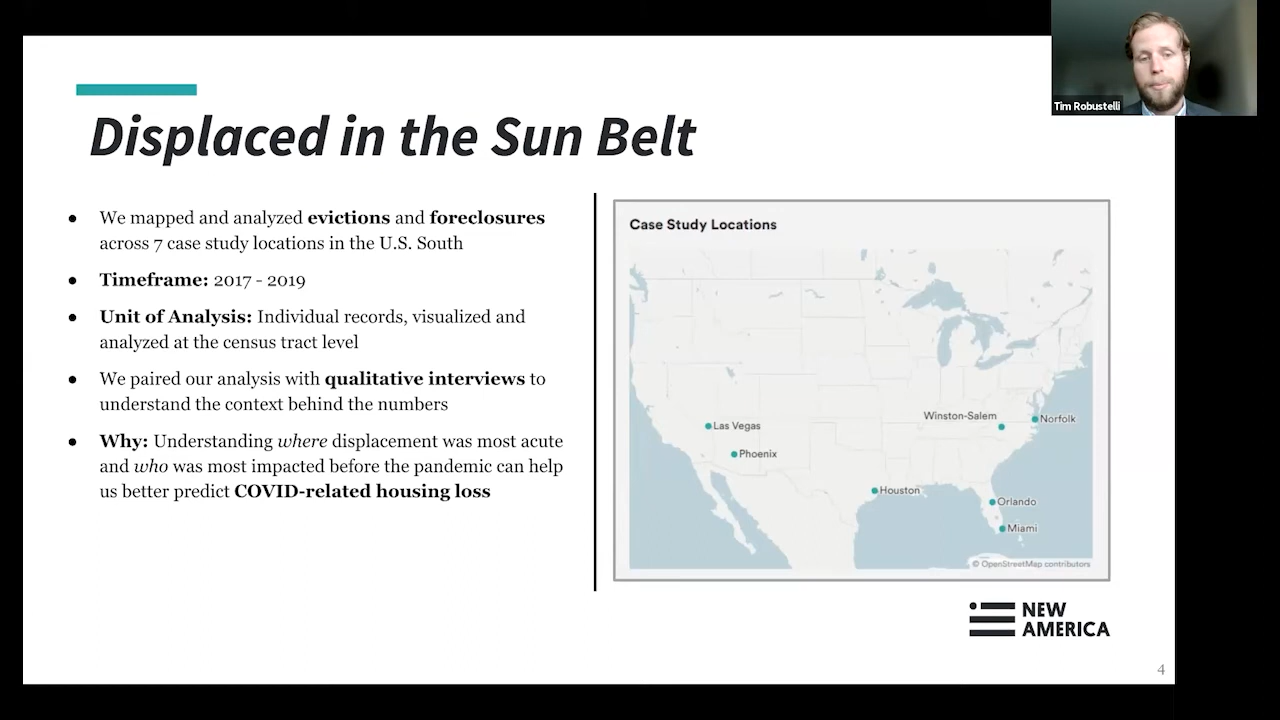 Tim Robustelli
Displaced in the Sun Belt
● We mapped and analyzed evictions and foreclosures
across 7 case study locations in the U.S. South
● Timeframe: 2017 - 2019
● Unit of Analysis: Individual records, visualized and
analyzed at the census tract level
● We paired our analysis with qualitative interviews to
understand the context behind the numbers
● Why: Understanding where displacement was most acute
and who was most impacted before the pandemic can help
us better predict COVID-related housing loss
Case Study Locations
Winston-Salem
Norfolk
Las Vegas
Phoenix
Houston
Orlando
Miami
© OpenStreetMap contributors
NEW
AMERICA
4